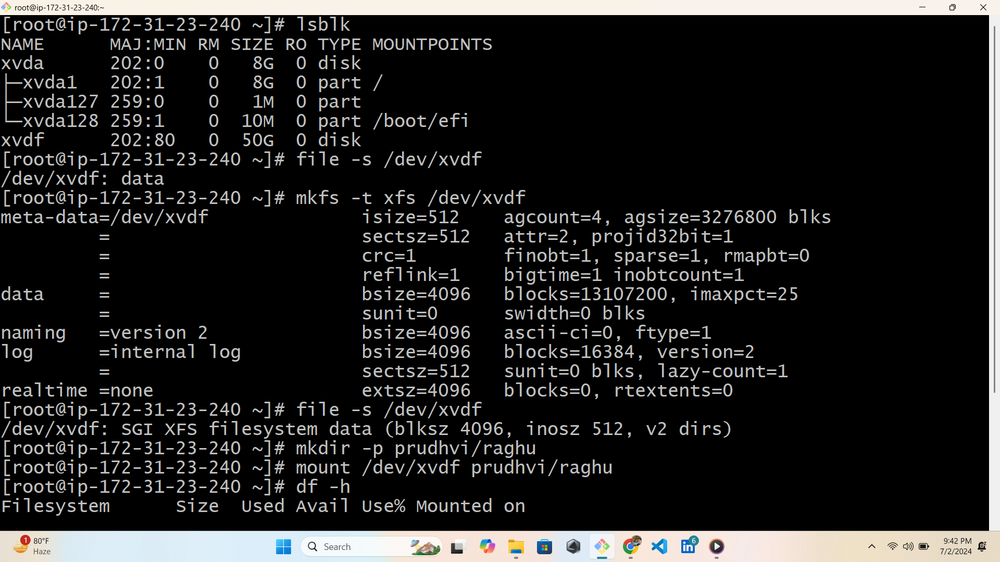 root@ip-172-31-23-240:~
[root@ip-172-31-23-240 ~]# lsblk
NAME      MAJ:MIN RM SIZE RO TYPE MOUNTPOINTS
xvda      202:0    0   8G  0 disk
├─xvda1   202:1    0   8G  0 part /
├─xvda127 259:0    0   1M  0 part
└─xvda128 259:1    0  10M  0 part /boot/efi
xvdf      202:80   0  50G  0 disk
[root@ip-172-31-23-240 ~]# file -s /dev/xvdf
/dev/xvdf: data
[root@ip-172-31-23-240 ~]# mkfs -t xfs /dev/xvdf
meta-data=/dev/xvdf              isize=512    agcount=4, agsize=3276800 blks
         =                       sectsz=512   attr=2, projid32bit=1
         =                       crc=1        finobt=1, sparse=1, rmapbt=0
         =                       reflink=1    bigtime=1 inobtcount=1
data     =                       bsize=4096   blocks=13107200, imaxpct=25
         =                       sunit=0      swidth=0 blks
naming   =version 2              bsize=4096   ascii-ci=0, ftype=1
log      =internal log           bsize=4096   blocks=16384, version=2
         =                       sectsz=512   sunit=0 blks, lazy-count=1
realtime =none                   extsz=4096   blocks=0, rtextents=0
[root@ip-172-31-23-240 ~]# file -s /dev/xvdf
/dev/xvdf: SGI XFS filesystem data (blksz 4096, inosz 512, v2 dirs)
[root@ip-172-31-23-240 ~]# mkdir -p prudhvi/raghu
[root@ip-172-31-23-240 ~]# mount /dev/xvdf prudhvi/raghu
[root@ip-172-31-23-240 ~]# df -h
Filesystem      Size  Used Avail Use% Mounted on
1
80°F
Haze
Search
in
6
9:42 PM
7/2/2024